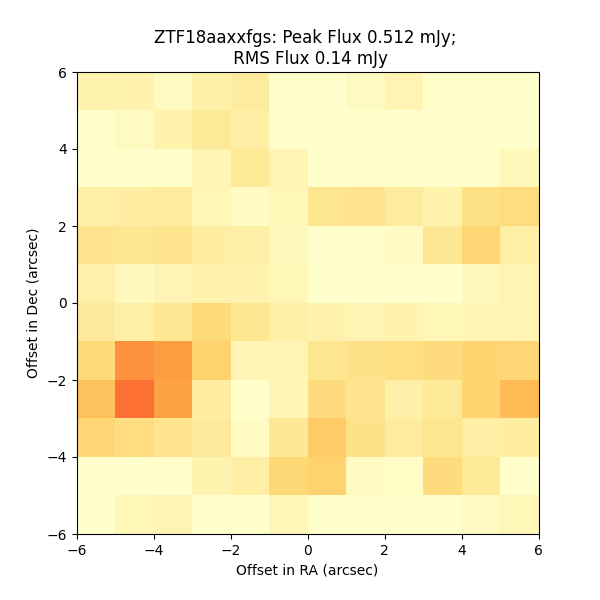 ZTF18aaxxfgs: Peak Flux 0.512 mJy;
RMS Flux 0.14 mJy
6
4
2
0
−2
−4
−6
Offset in Dec (arcsec)
−6 −4 −2 0 2 4 6
Offset in RA (arcsec)